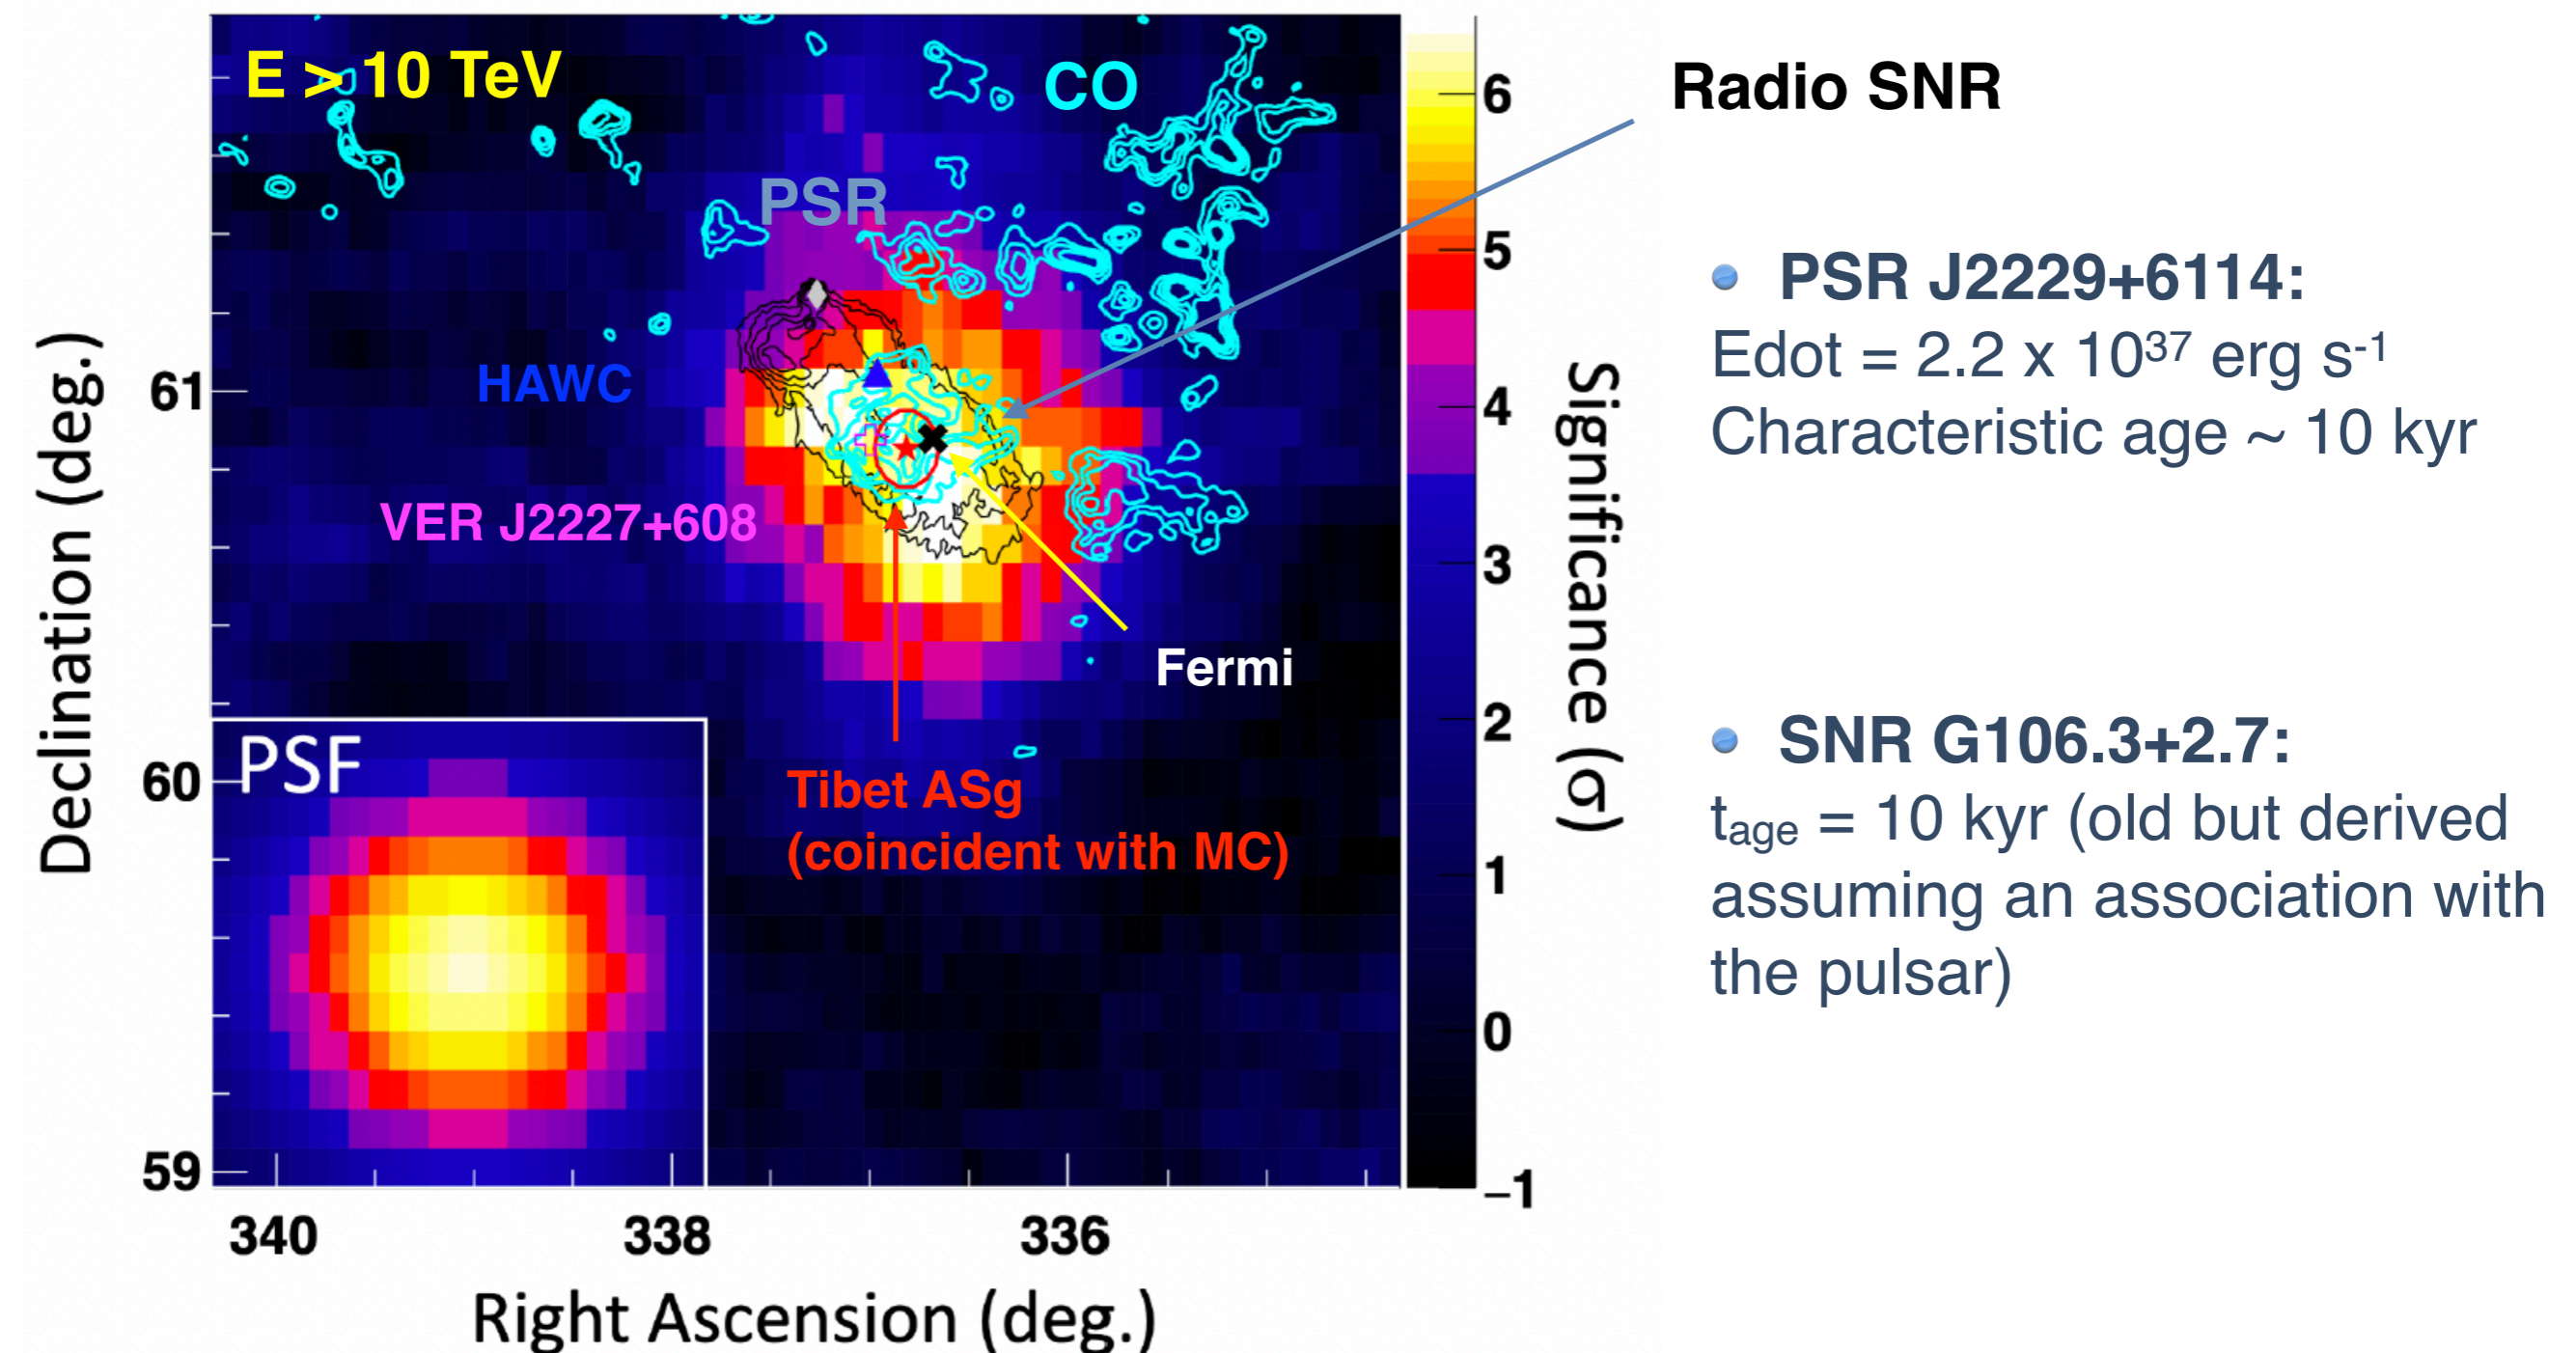 E > 10 TeV
CO
Radio SNR
PSR
HAWC
VER J2227+608
Fermi
Tibet ASg
(coincident with MC)
PSF
Declination (deg.)
61
60
59
340
338
336
Right Ascension (deg.)
6
5
4
3
2
1
0
−1
Significance (σ)
PSR J2229+6114:
Edot = 2.2 x 10³⁷ erg s⁻¹
Characteristic age ~ 10 kyr
SNR G106.3+2.7:
tage = 10 kyr (old but derived
assuming an association with
the pulsar)